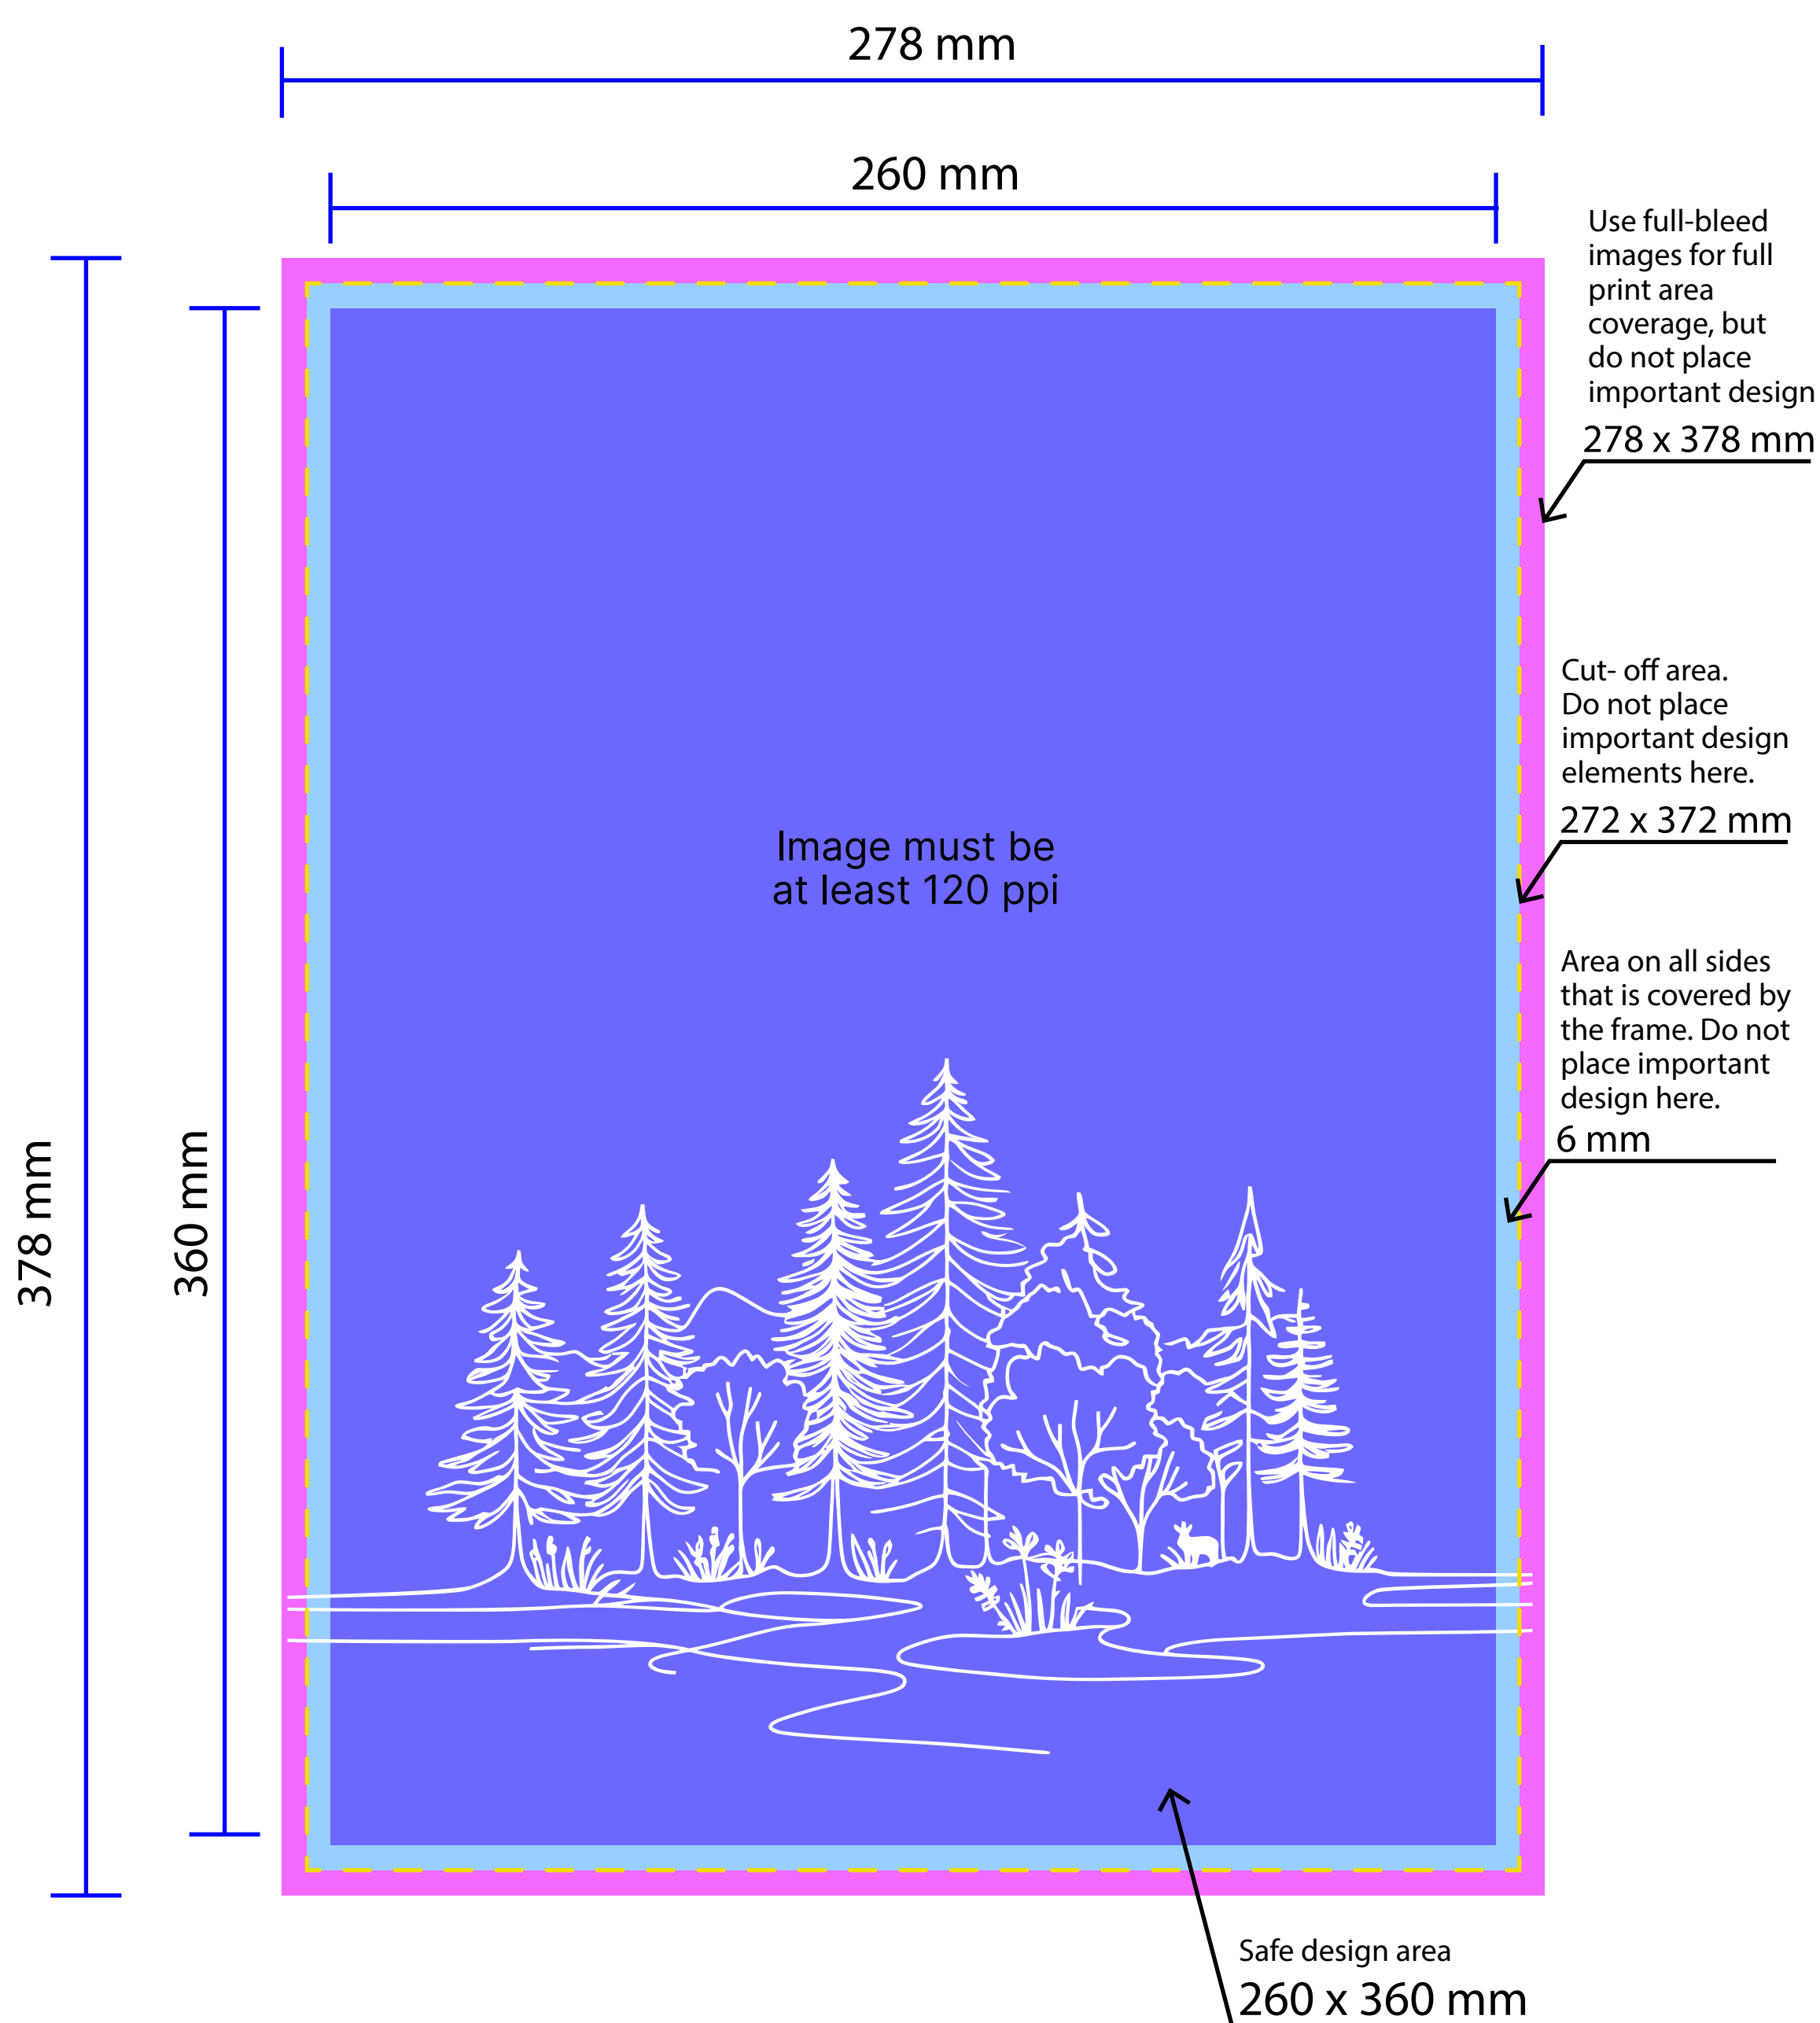 278 mm
260 mm
Use full-bleed
images for full
print area
coverage, but
do not place
important design
278 x 378 mm
Cut- off area.
Do not place
important design
elements here.
272 x 372 mm
Image must be
at least 120 ppi
Area on all sides
that is covered by
the frame. Do not
place important
design here.
6 mm
378 mm
360 mm
Safe design area
260 x 360 mm